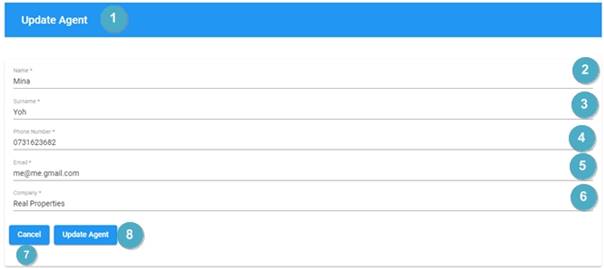 Update Agent 1
Name *
Mina 2
Surname *
Yoh 3
Phone Number *
0731623682 4
Email *
me@me.gmail.com 5
Company *
Real Properties 6
Cancel Update Agent 8
7